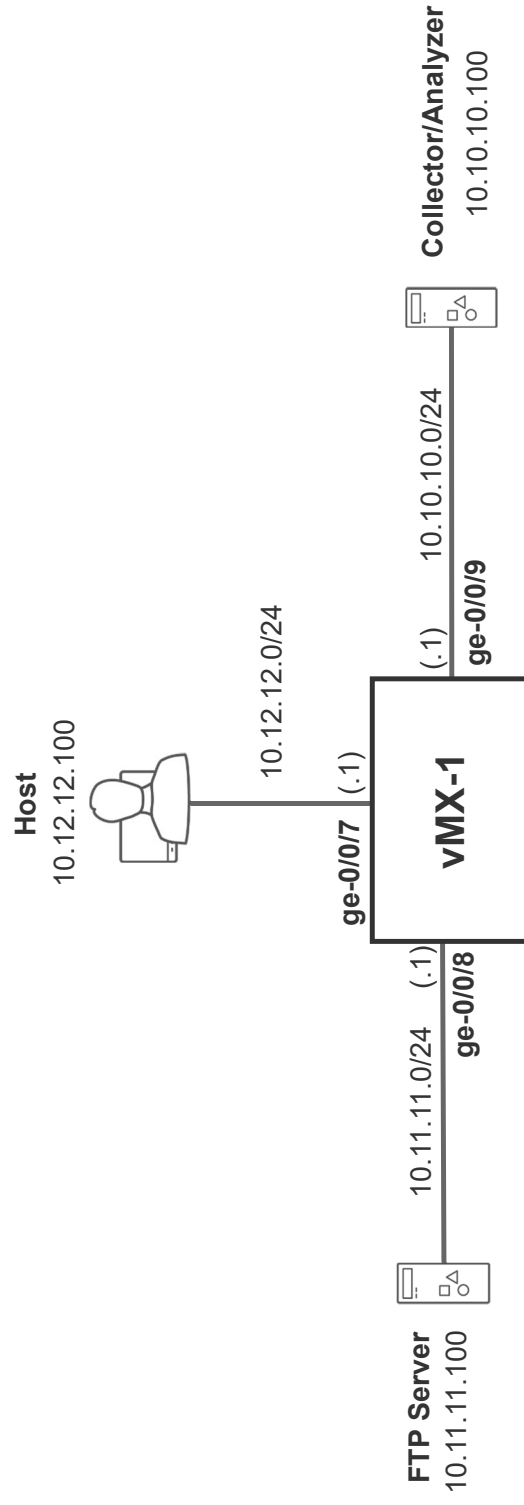 Host
10.12.12.100
10.12.12.0/24
ge-0/0/7
(.1)
FTP Server
10.11.11.100
10.11.11.0/24
(.1)
ge-0/0/8
vMX-1
(.1)
ge-0/0/9
10.10.10.0/24
Collector/Analyzer
10.10.10.100